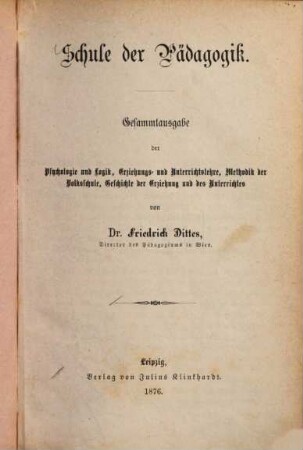 Schule der Pädagogik.
Gesammtausgabe
der
Psychologie und Logik, Erziehungs- und Unterrichtslehre, Methodik der
Volksschule, Geschichte der Erziehung und des Unterrichtes
von
Dr. Friedrich Dittes,
Director des Pädagogiums in Wien.
Leipzig,
Verlag von Julius Klinkhardt.
1876.